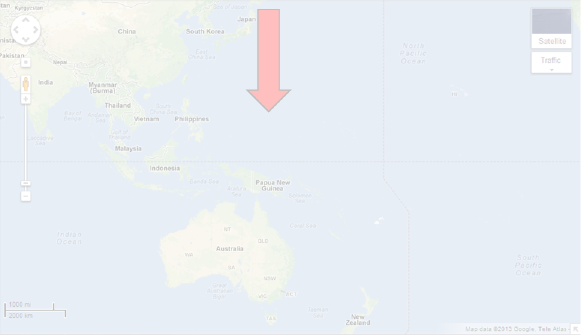 Kyrgyzstan
Japan
China
South Korea
North
Pacific
Ocean
Satellite
Traffic
Nepal
India
Myanmar
(Burma)
Thailand
Vietnam
Philippines
Malaysia
Indonesia
Papua New
Guinea
Indian
Ocean
NT
QLD
WA
Australia
SA
NSW
VIC
South
Pacific
Ocean
New
Zealand
1000 mi
2000 km
Map data ©2013 Google, Tele Atlas